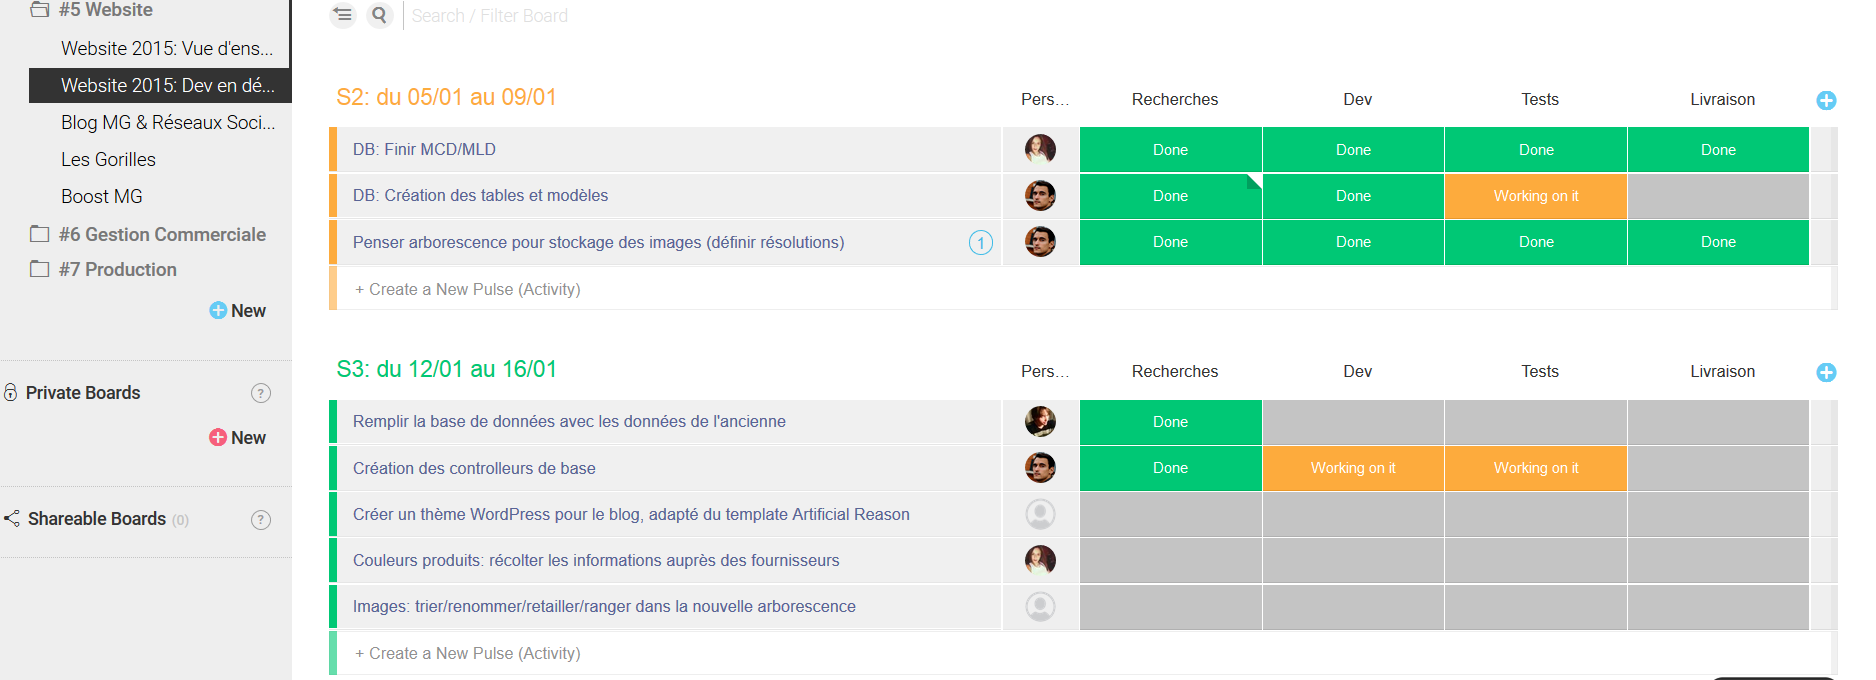 #5 Website
Website 2015: Vue d'ens...
Website 2015: Dev en dé...
Blog MG & Réseaux Soci...
Les Gorilles
Boost MG
#6 Gestion Commerciale
#7 Production
New
Private Boards ?
New
Shareable Boards (0) ?
Search / Filter Board
S2: du 05/01 au 09/01 Pers... Recherches Dev Tests Livraison
DB: Finir MCD/MLD Done Done Done Done
DB: Création des tables et modèles Done Done Working on it
Penser arborescence pour stockage des images (définir résolutions) 1 Done Done Done Done
+ Create a New Pulse (Activity)
S3: du 12/01 au 16/01 Pers... Recherches Dev Tests Livraison
Remplir la base de données avec les données de l'ancienne Done
Création des controlleurs de base Done Working on it Working on it
Créer un thème WordPress pour le blog, adapté du template Artificial Reason
Couleurs produits: récolter les informations auprès des fournisseurs
Images: trier/renommer/retailler/ranger dans la nouvelle arborescence
+ Create a New Pulse (Activity)